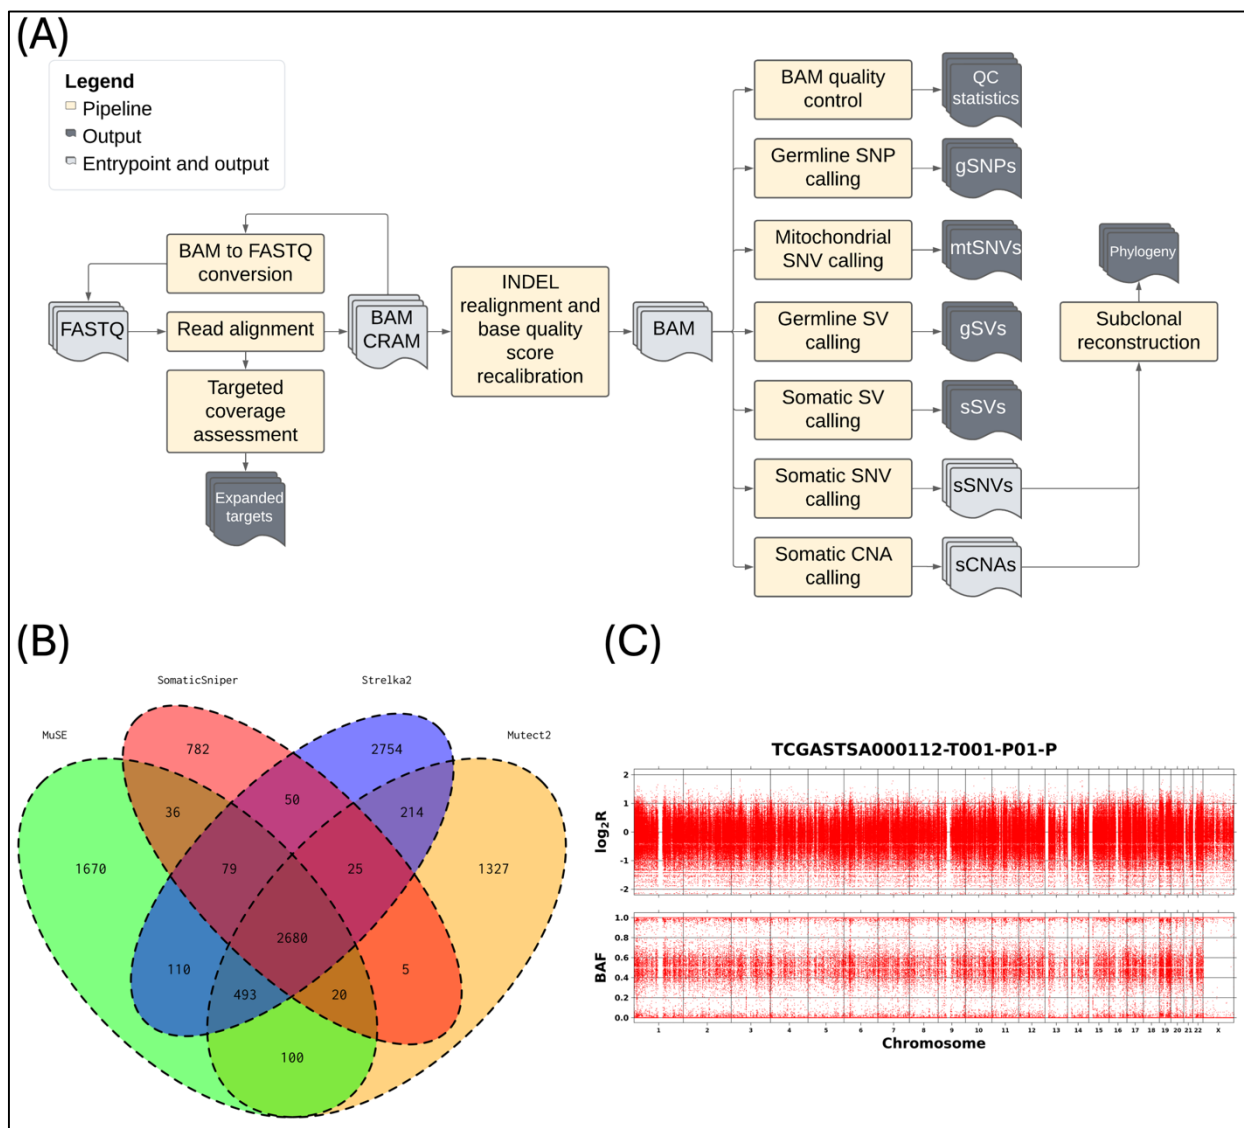 (A)
Legend
Pipeline
Output
Entrypoint and output
BAM to FASTQ
conversion
FASTQ
Read alignment
BAM
CRAM
Targeted
coverage
assessment
Expanded
targets
INDEL
realignment and
base quality
score
recalibration
BAM
BAM quality
control
QC
statistics
Germline SNP
calling
gSNPs
Mitochondrial
SNV calling
mtSNVs
Germline SV
calling
gSVs
Somatic SV
calling
sSVs
Somatic SNV
calling
sSNVs
Somatic CNA
calling
sCNAs
Phylogeny
Subclonal
reconstruction
(B)
SomaticSniper
Strelka2
MuSE
Mutect2
782
2754
36
50
214
1670
79
25
1327
2680
110
5
493
20
100
(C)
TCGASTSA000112-T001-P01-P
log2R
2
1
0
-1
-2
BAF
1.0
0.8
0.6
0.4
0.2
0.0
1 2 3 4 5 6 7 8 9 10 11 12 13 14 15 16 17 18 19 20 21 22 X
Chromosome